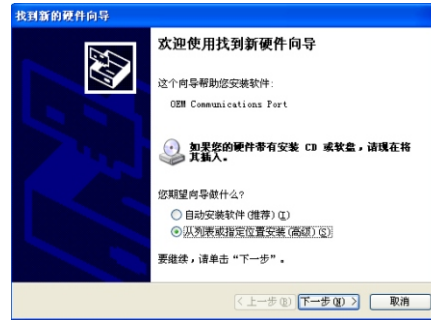 找到新的硬件向导
欢迎使用找到新硬件向导
这个向导帮助您安装软件:
OEM Communications Port
如果您的硬件带有安装 CD 或软盘，请现在将
其插入。
您期望向导做什么?
自动安装软件(推荐)(I)
从列表或指定位置安装(高级)(S)
要继续，请单击“下一步”。
< 上一步(B) 下一步(N) > 取消